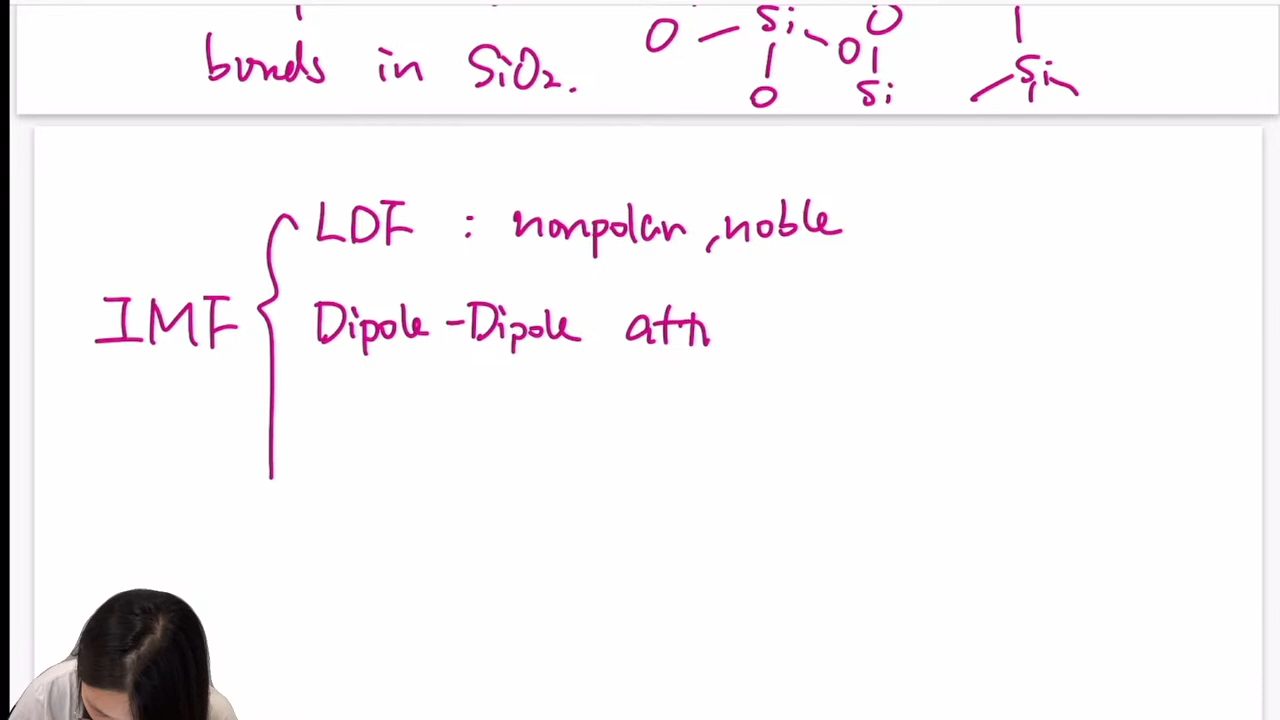 O Si O
bonds in SiO₂. O Si
O Si
LDF : nonpolar, noble
IMF
Dipole-Dipole attr